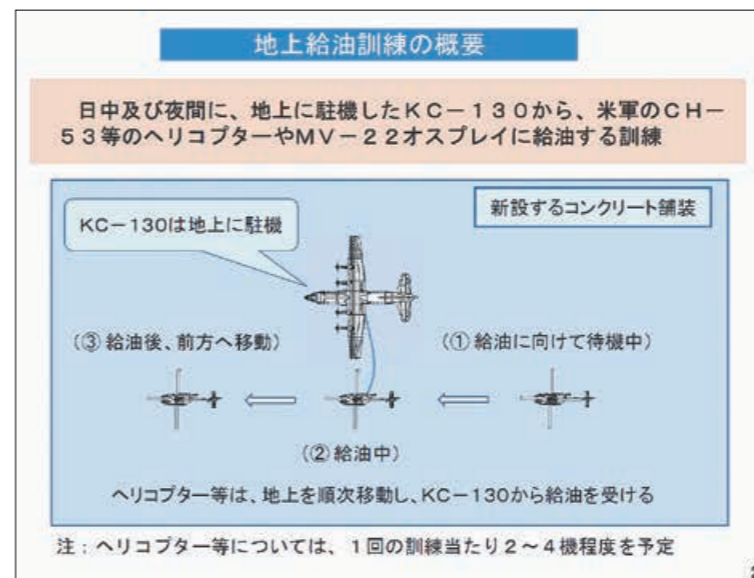 地上給油訓練の概要
日中及び夜間に、地上に駐機したKC−130から、米軍のCH−
53等のヘリコプターやMV−22オスプレイに給油する訓練
新設するコンクリート舗装
KC−130は地上に駐機
(③ 給油後、前方へ移動)
(① 給油に向けて待機中)
(② 給油中)
ヘリコプター等は、地上を順次移動し、KC−130から給油を受ける
注：ヘリコプター等については、1回の訓練当たり2～4機程度を予定